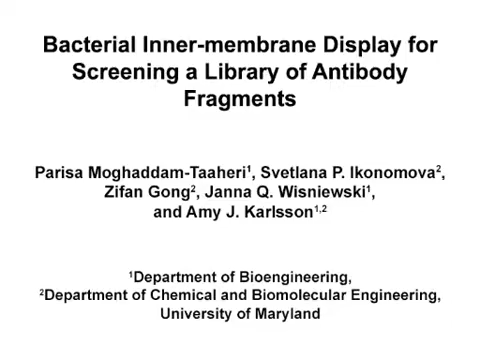 Bacterial Inner-membrane Display for
Screening a Library of Antibody
Fragments
Parisa Moghaddam-Taaheri¹, Svetlana P. Ikonomova²,
Zifan Gong², Janna Q. Wisniewski¹,
and Amy J. Karlsson¹,²
¹Department of Bioengineering,
²Department of Chemical and Biomolecular Engineering,
University of Maryland